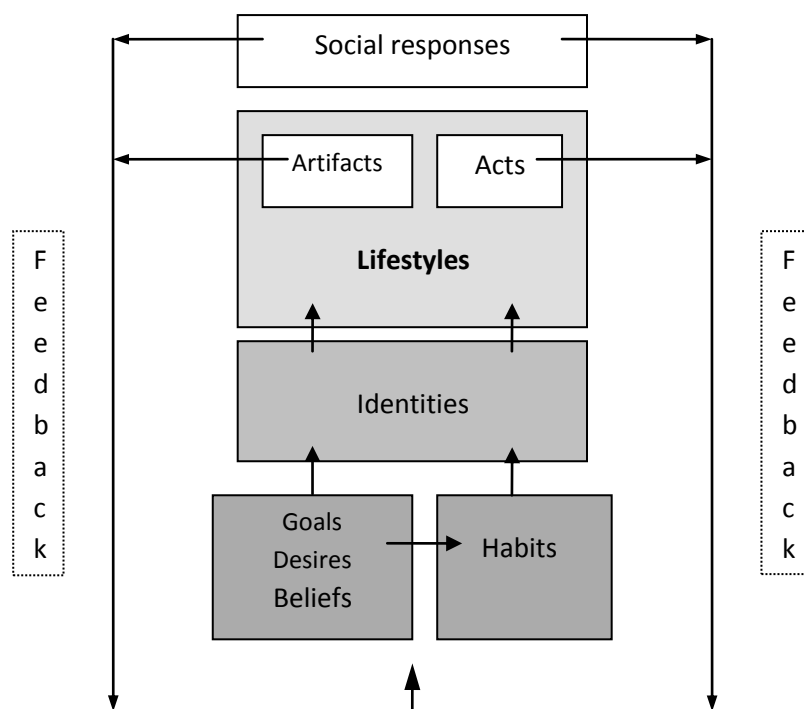 Social responses
Artifacts
Acts
Lifestyles
Identities
Goals
Desires
Beliefs
Habits
F
e
e
d
b
a
c
k
F
e
e
d
b
a
c
k